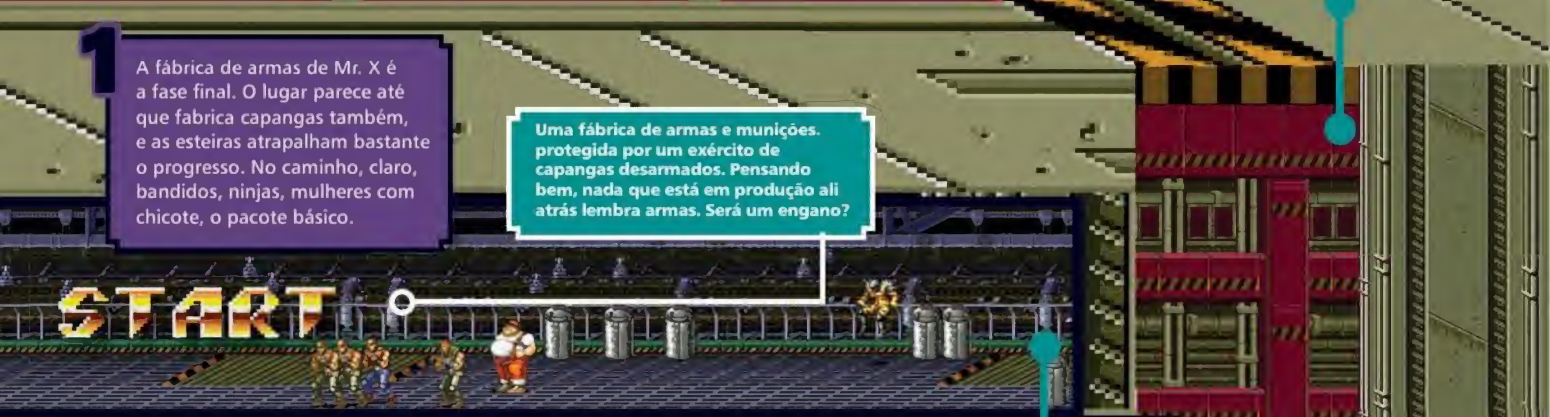 1
A fábrica de armas de Mr. X é
a fase final. O lugar parece até
que fabrica capangas também,
e as esteiras atrapalham bastante
o progresso. No caminho, claro,
bandidos, ninjas, mulheres com
chicote, o pacote básico.
Uma fábrica de armas e munições.
protegida por um exército de
capangas desarmados. Pensando
bem, nada que está em produção ali
atrás lembra armas. Será um engano?
START